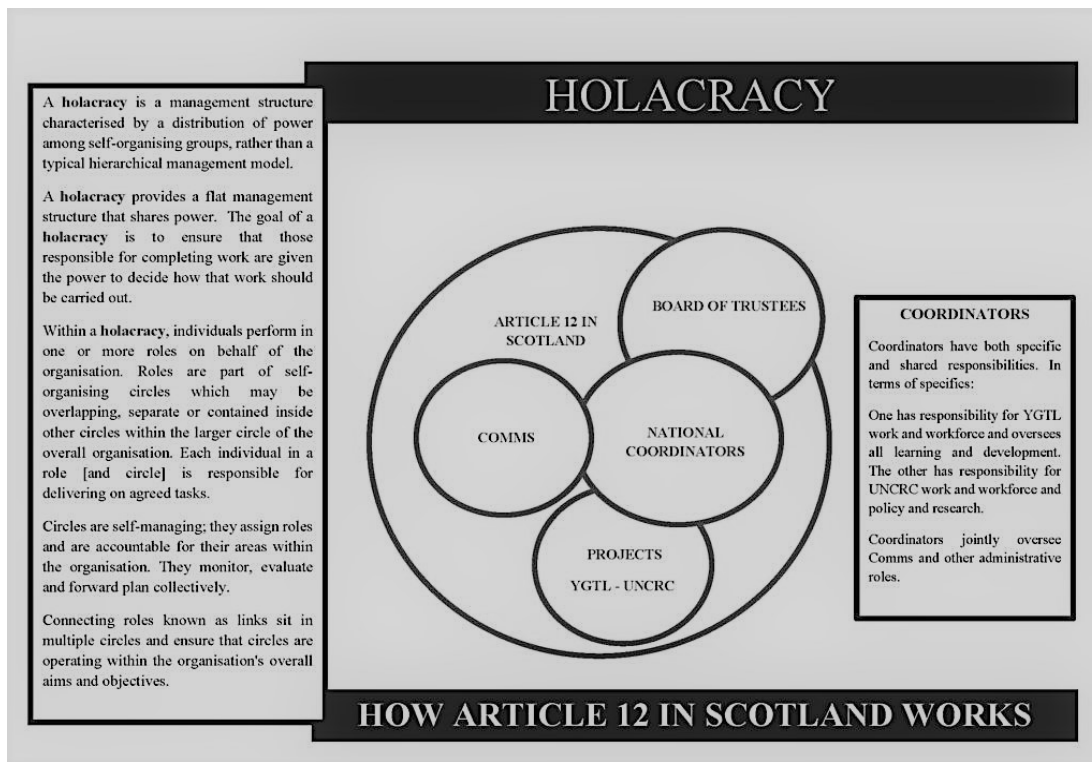 HOLACRACY
A holacracy is a management structure
characterised by a distribution of power
among self-organising groups, rather than a
typical hierarchical management model.
A holacracy provides a flat management
structure that shares power. The goal of a
holacracy is to ensure that those
responsible for completing work are given
the power to decide how that work should
be carried out.
Within a holacracy, individuals perform in
one or more roles on behalf of the
organisation. Roles are part of self-
organising circles which may be
overlapping, separate or contained inside
other circles within the larger circle of the
overall organisation. Each individual in a
role [and circle] is responsible for
delivering on agreed tasks.
Circles are self-managing; they assign roles
and are accountable for their areas within
the organisation. They monitor, evaluate
and forward plan collectively.
Connecting roles known as links sit in
multiple circles and ensure that circles are
operating within the organisation's overall
aims and objectives.
ARTICLE 12 IN
SCOTLAND
BOARD OF TRUSTEES
COMMS
NATIONAL
COORDINATORS
PROJECTS
YGTL - UNCRC
COORDINATORS
Coordinators have both specific
and shared responsibilities. In
terms of specifics:
One has responsibility for YGTL
work and workforce and oversees
all learning and development.
The other has responsibility for
UNCRC work and workforce and
policy and research.
Coordinators jointly oversee
Comms and other administrative
roles.
HOW ARTICLE 12 IN SCOTLAND WORKS